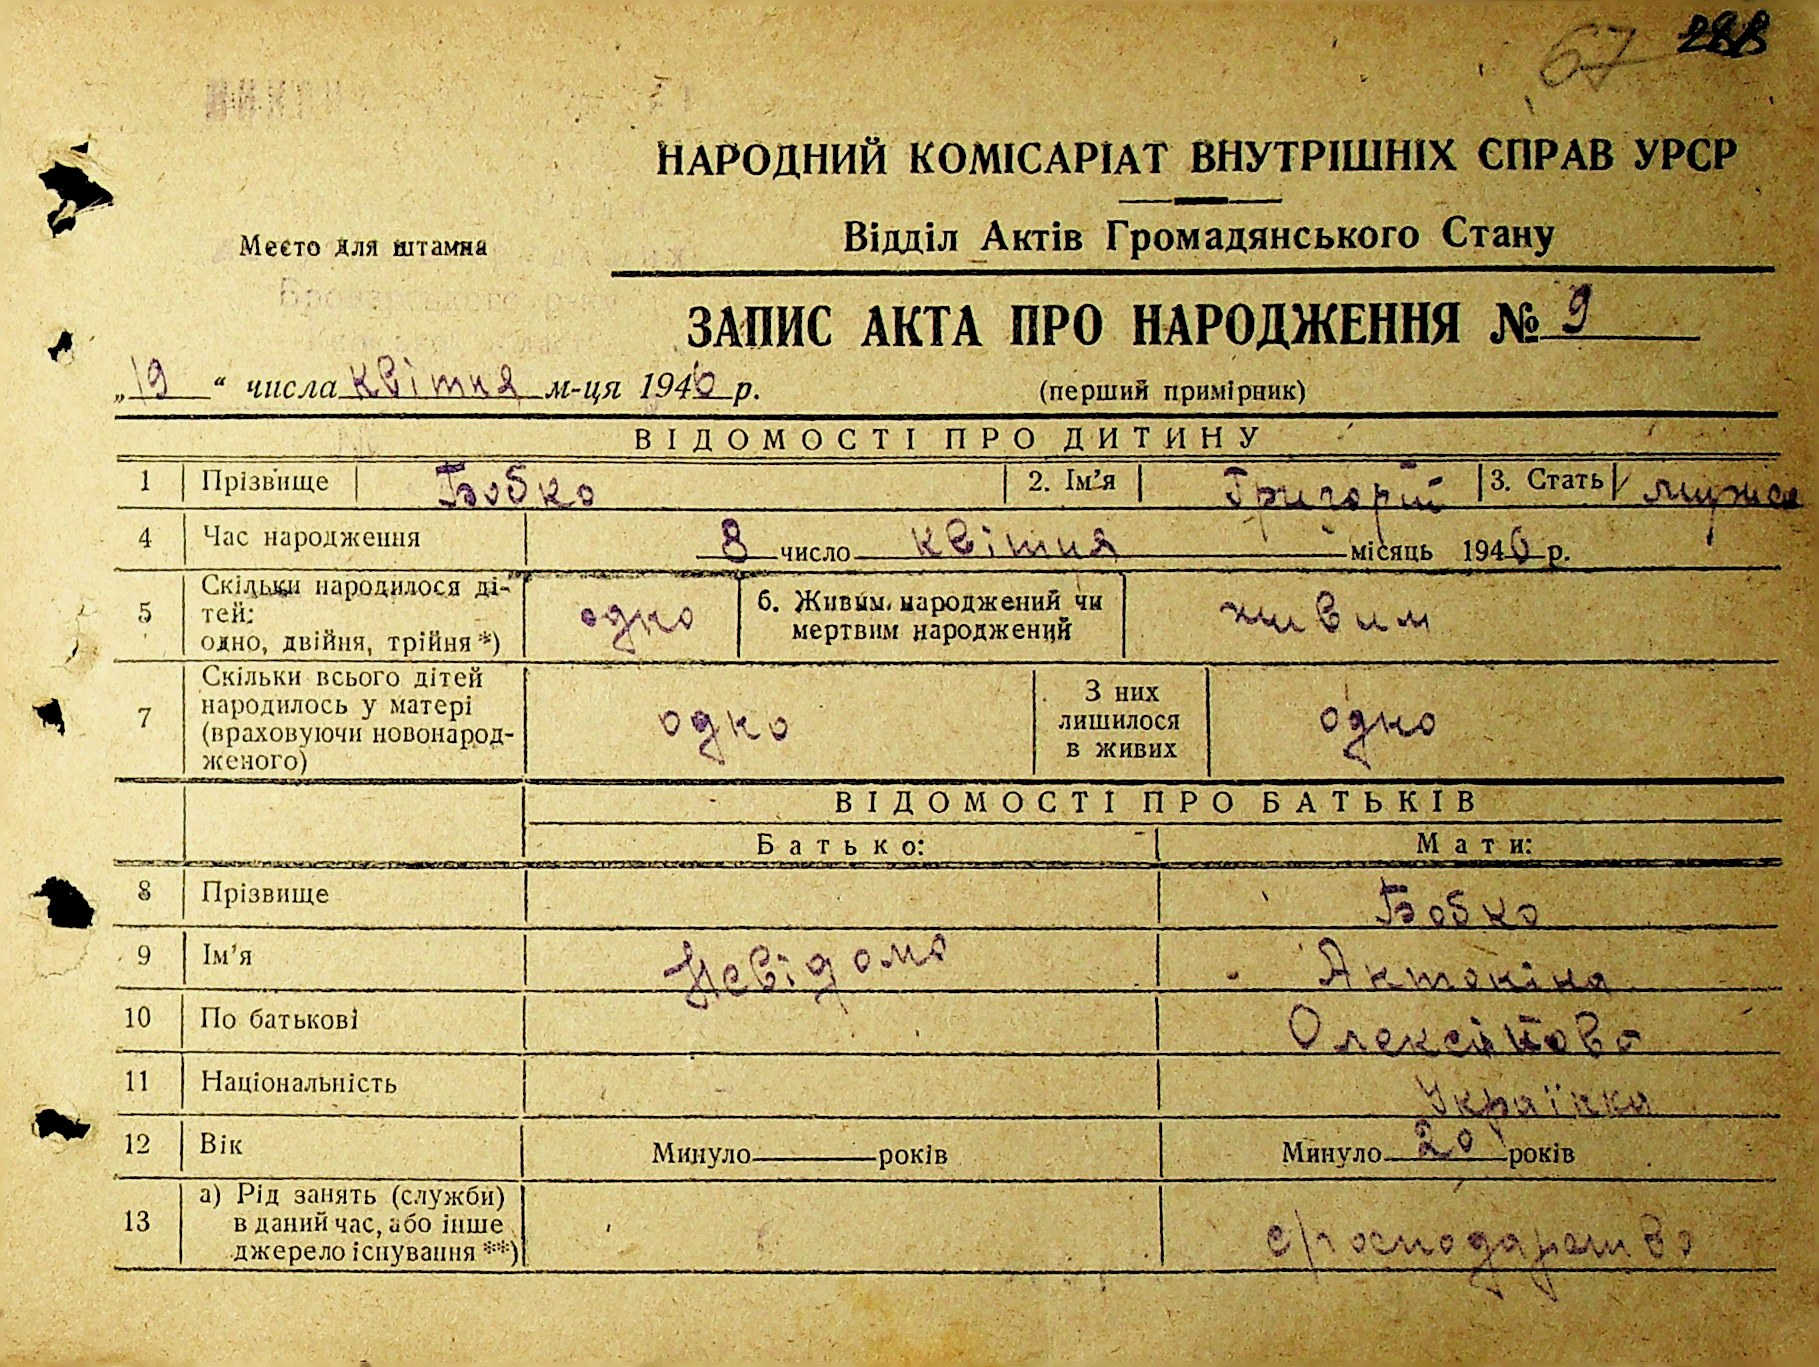 67 288
НАРОДНИЙ КОМІСАРІАТ ВНУТРІШНІХ СПРАВ УРСР
Место для штампа
Відділ Актів Громадянського Стану
ЗАПИС АКТА ПРО НАРОДЖЕННЯ № 9
„19“ числа квітня м-ця 1946 р. (перший примірник)
ВІДОМОСТІ ПРО ДИТИНУ
1 Прізвище Бобко 2. Ім'я Григорій 3. Стать мужск
4 Час народження 8 число квітня місяць 1946 р.
5 Скільки народилося дітей: одно, двійня, трійня *) одно 6. Живим народжений чи мертвим народжений живим
7 Скільки всього дітей народилось у матері (враховуючи новонародженого) одно З них лишилося в живих одно
ВІДОМОСТІ ПРО БАТЬКІВ
Батько: Мати:
8 Прізвище Бобко
9 Ім'я Невідомо Антоніна
10 По батькові Олексіївна
11 Національність Українка
12 Вік Минуло років Минуло 20 років
13 а) Рід занять (служби) в даний час, або інше джерело існування **) с/господарство